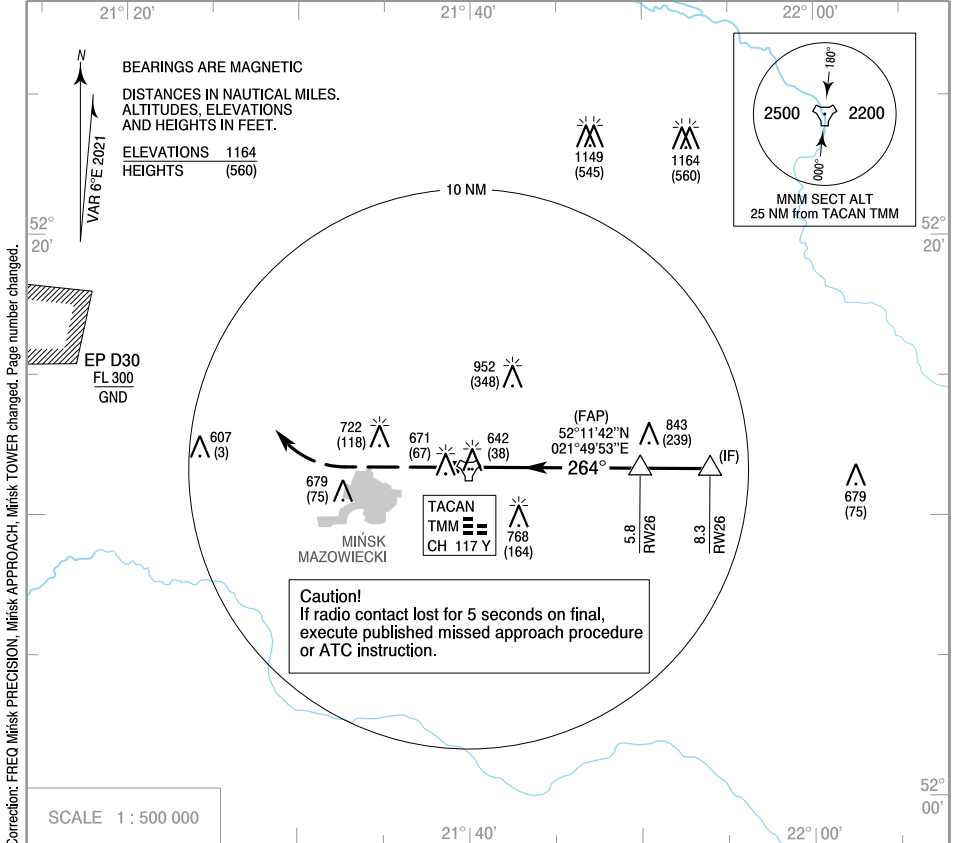 21° 20'
21° 40'
22° 00'
N
VAR 6°E 2021
BEARINGS ARE MAGNETIC
DISTANCES IN NAUTICAL MILES.
ALTITUDES, ELEVATIONS
AND HEIGHTS IN FEET.
ELEVATIONS 1164
HEIGHTS (560)
180°
2500
2200
000°
MNM SECT ALT
25 NM from TACAN TMM
1149
(545)
1164
(560)
10 NM
52°
20'
52°
20'
EP D30
FL 300
GND
952
(348)
607
(3)
722
(118)
671
(67)
642
(38)
(FAP)
52°11'42"N
021°49'53"E
264°
843
(239)
(IF)
679
(75)
679
(75)
MIŃSK
MAZOWIECKI
TACAN
TMM
CH 117 Y
768
(164)
5.8
RW26
8.3
RW26
Caution!
If radio contact lost for 5 seconds on final,
execute published missed approach procedure
or ATC instruction.
Correction: FREQ Mińsk PRECISION, Mińsk APPROACH, Mińsk TOWER changed. Page number changed.
SCALE 1 : 500 000
52°
00'
21° 40'
22° 00'